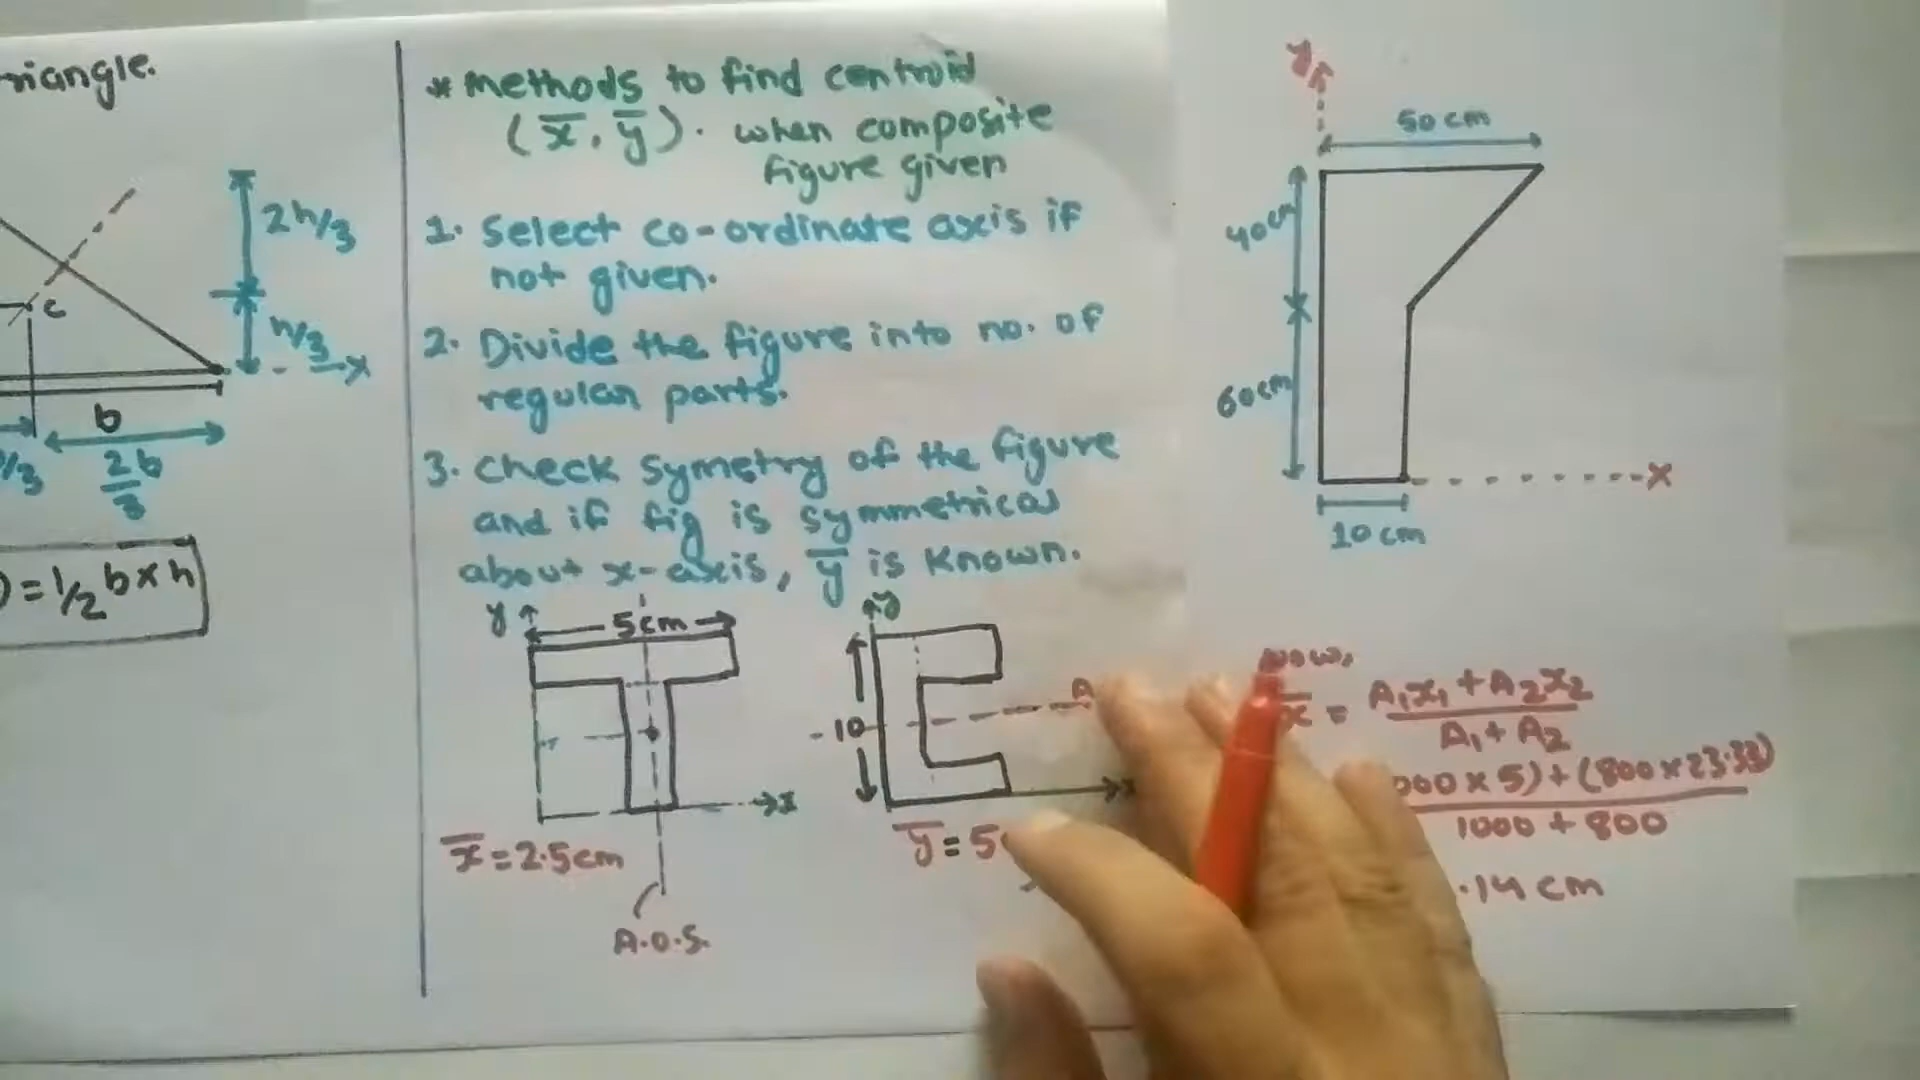 riangle.
2h/3
c
h/3
x
b
/3
2b
3
)=1/2 b×h
* Methods to find centroid
(x̅, y̅). when composite
figure given
1. Select co-ordinate axis if
not given.
2. Divide the figure into no. of
regular parts.
3. Check symetry of the figure
and if fig is symmetrical
about x-axis, y̅ is known.
y
5cm
x
x̅ = 2.5cm
A.O.S.
y
10
A
x
y̅ = 5
y
50 cm
40cm
60cm
x
10 cm
Now,
x̅ = A₁x₁ + A₂x₂
A₁ + A₂
000 × 5) + (800 × 23.33)
1000 + 800
.14 cm